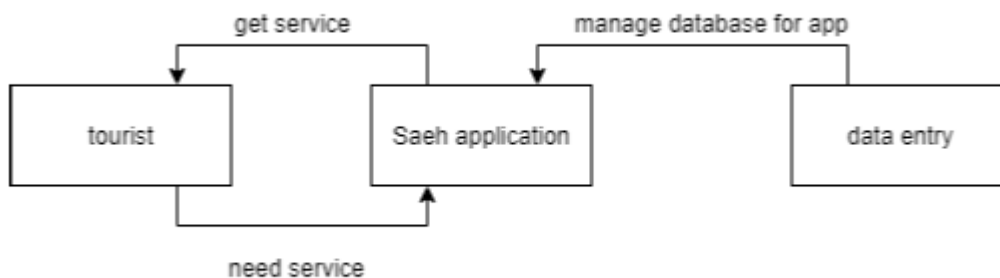 get service
manage database for app
tourist
Saeh application
data entry
need service